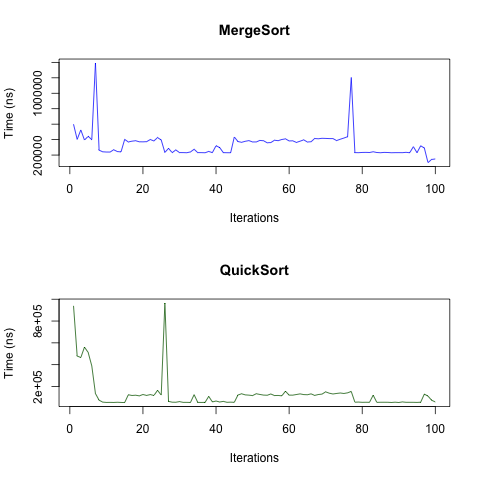 MergeSort
Time (ns)
1000000
200000
0 20 40 60 80 100
Iterations
QuickSort
Time (ns)
8e+05
2e+05
0 20 40 60 80 100
Iterations